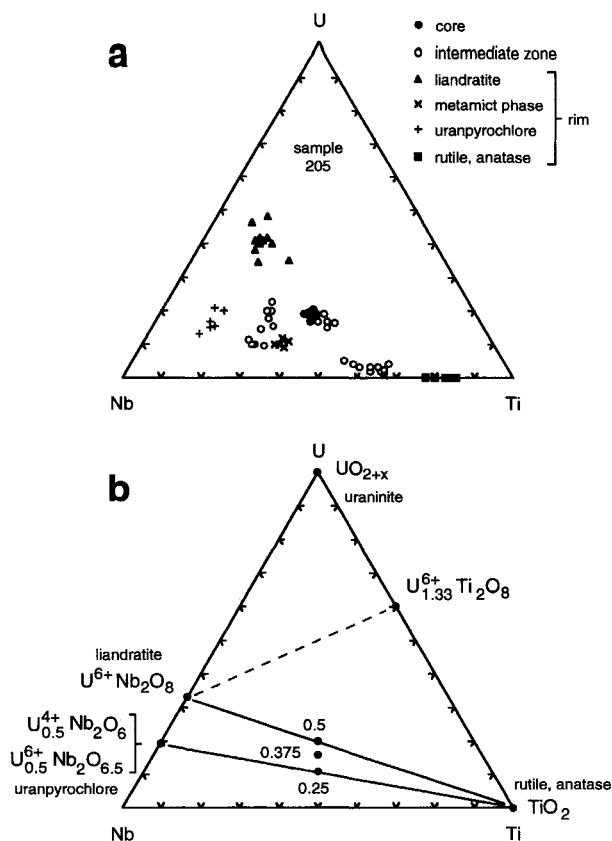 a
U
core
intermediate zone
liandratite
metamict phase
uranpyrochlore
rutile, anatase
rim
sample
205
Nb
Ti
b
U
UO2+x
uraninite
U6+1.33 Ti2O8
liandratite
U6+Nb2O8
U4+0.5 Nb2O6
U6+0.5 Nb2O6.5
uranpyrochlore
0.5
0.375
0.25
rutile, anatase
TiO2
Nb
Ti